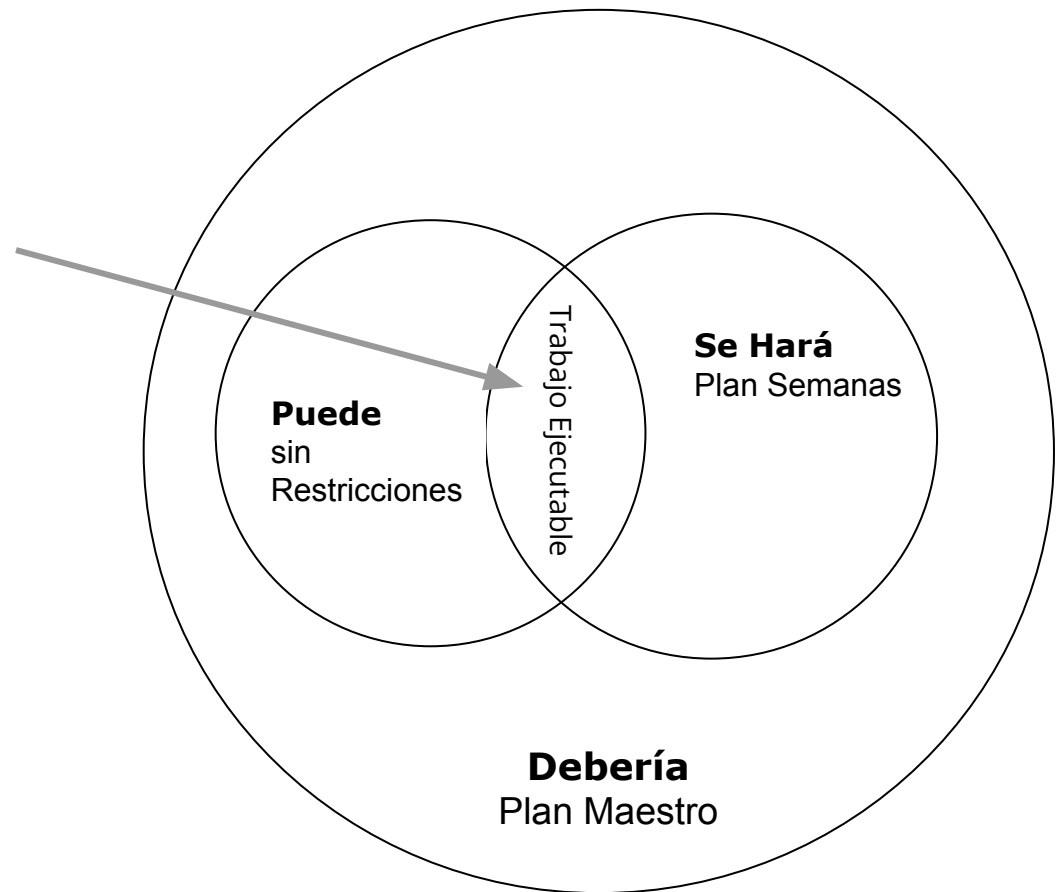 Puede
sin
Restricciones
Trabajo Ejecutable
Se Hará
Plan Semanas
Debería
Plan Maestro